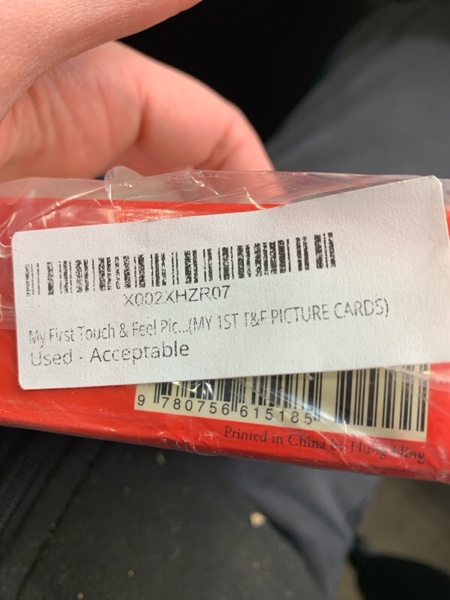 X002XHZR07
My First Touch & Feel Pic...(MY 1ST T&F PICTURE CARDS)
Used - Acceptable
9 780756 615185
Printed in China by Hung Hing